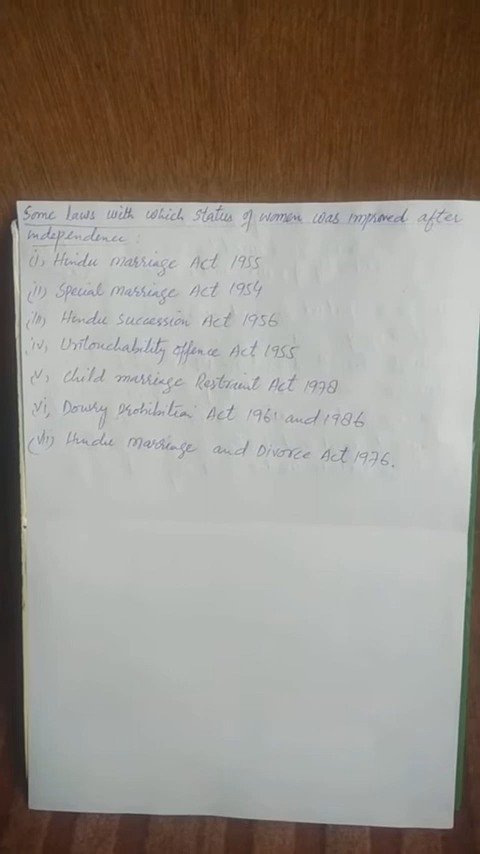 Some laws with which status of women was improved after
independence :
(i) Hindu marriage Act 1955
(ii) Special marriage Act 1954
(iii) Hindu succession Act 1956
(iv) Untouchability offence Act 1955
(v) Child marriage Restraint Act 1978
(vi) Dowry prohibition Act 1961 and 1986
(vii) Hindu marriage and Divorce Act 1976.